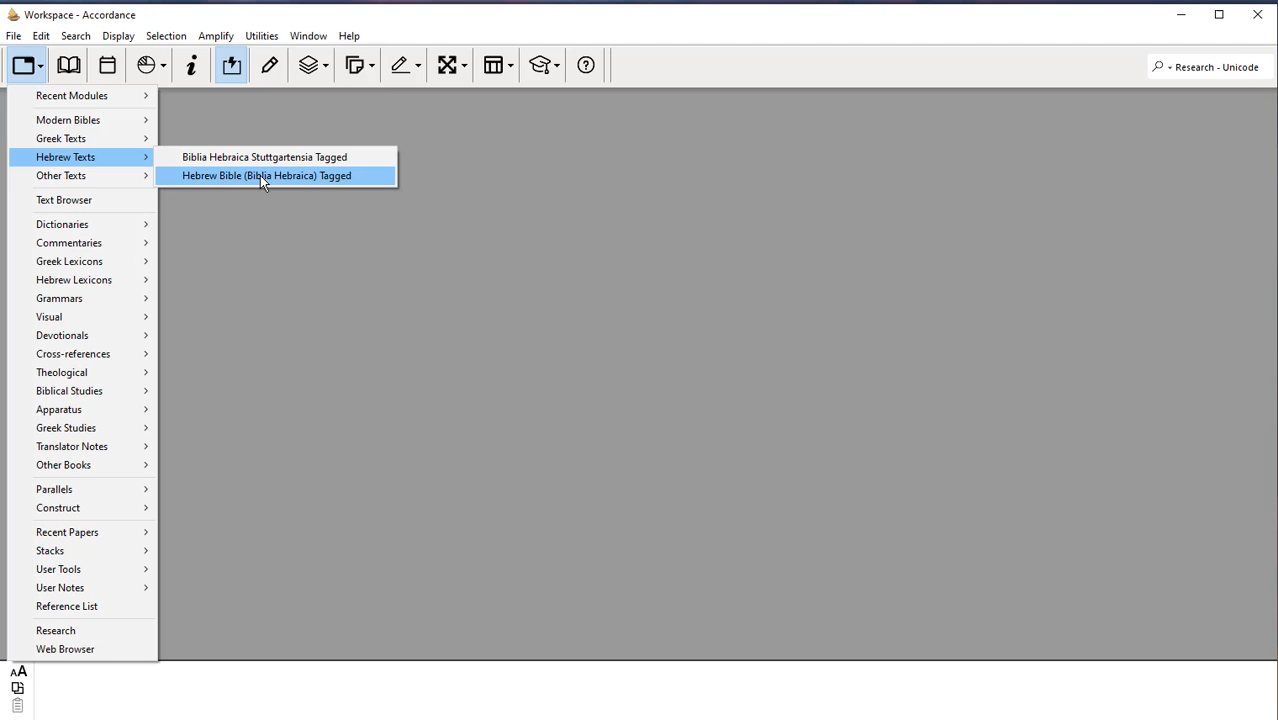 Workspace - Accordance
File Edit Search Display Selection Amplify Utilities Window Help
Research - Unicode
Recent Modules
Modern Bibles
Greek Texts
Hebrew Texts
Biblia Hebraica Stuttgartensia Tagged
Hebrew Bible (Biblia Hebraica) Tagged
Other Texts
Text Browser
Dictionaries
Commentaries
Greek Lexicons
Hebrew Lexicons
Grammars
Visual
Devotionals
Cross-references
Theological
Biblical Studies
Apparatus
Greek Studies
Translator Notes
Other Books
Parallels
Construct
Recent Papers
Stacks
User Tools
User Notes
Reference List
Research
Web Browser
AA